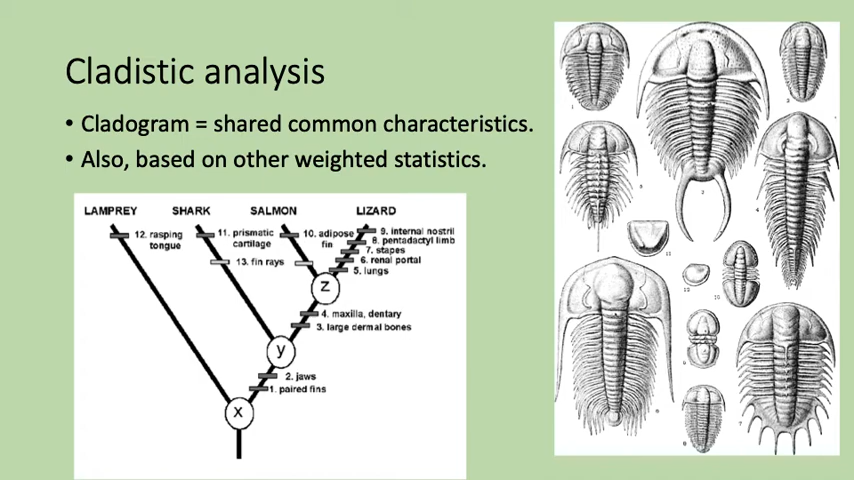 Cladistic analysis
• Cladogram = shared common characteristics.
• Also, based on other weighted statistics.
LAMPREY SHARK SALMON LIZARD
12. rasping tongue
11. prismatic cartilage
10. adipose fin
9. internal nostril
8. pentadactyl limb
7. stapes
6. renal portal
5. lungs
13. fin rays
z
4. maxilla, dentary
3. large dermal bones
y
2. jaws
1. paired fins
x